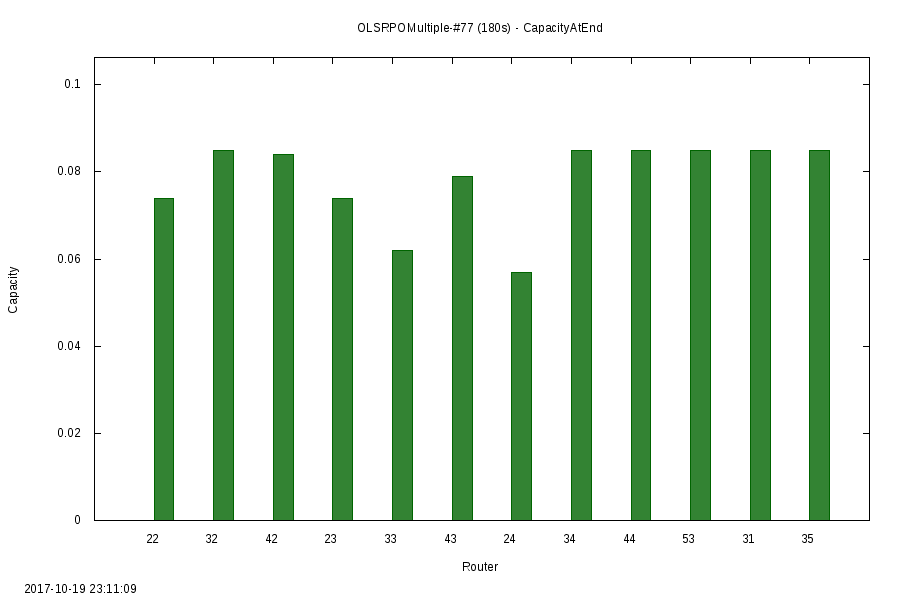 OLSRPOMultiple-#77 (180s) - CapacityAtEnd
0.1
0.08
0.06
0.04
0.02
0
Capacity
22 32 42 23 33 43 24 34 44 53 31 35
Router
2017-10-19 23:11:09